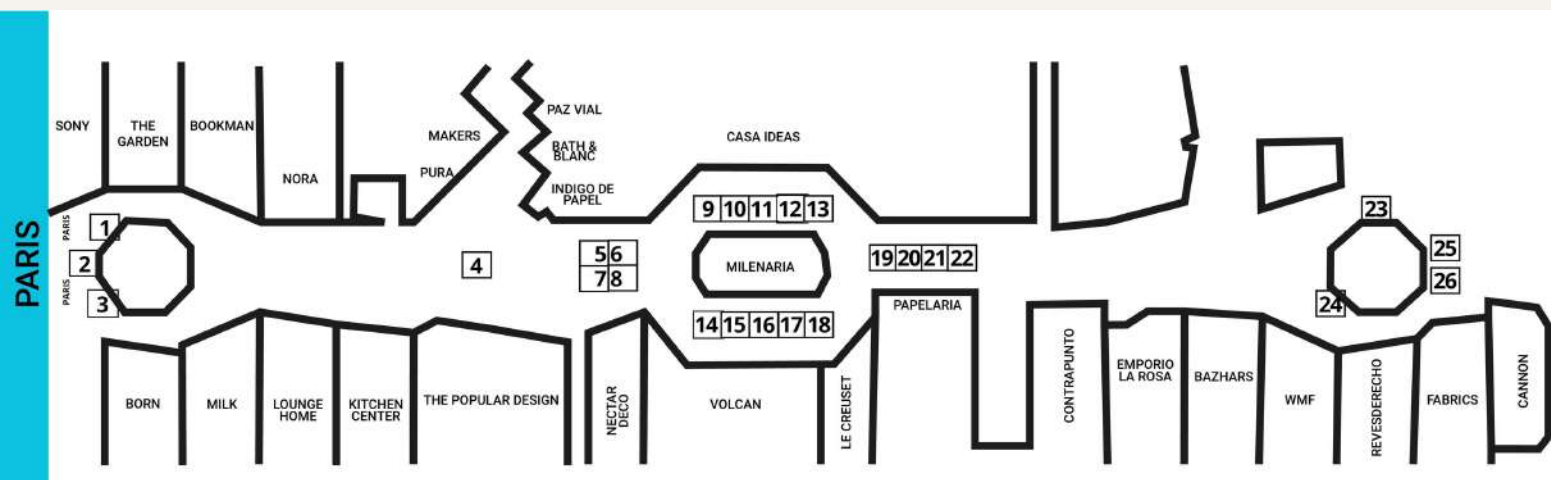 PARIS
SONY
THE
GARDEN
BOOKMAN
NORA
MAKERS
PURA
PAZ VIAL
BATH &
BLANC
INDIGO DE
PAPEL
CASA IDEAS
PARIS
PARIS
1
2
3
4
5 6
7 8
9 10 11 12 13
MILENARIA
14 15 16 17 18
19 20 21 22
23
24
25
26
PAPELARIA
BORN
MILK
LOUNGE
HOME
KITCHEN
CENTER
THE POPULAR DESIGN
NECTAR
DECO
VOLCAN
LE CREUSET
CONTRAPUNTO
EMPORIO
LA ROSA
BAZHARS
WMF
REVESDERECHO
FABRICS
CANNON